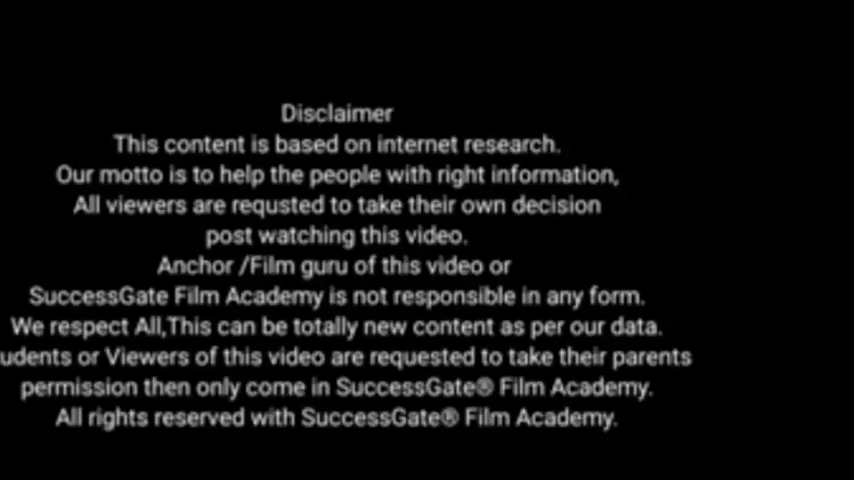 Disclaimer
This content is based on internet research.
Our motto is to help the people with right information,
All viewers are requsted to take their own decision
post watching this video.
Anchor /Film guru of this video or
SuccessGate Film Academy is not responsible in any form.
We respect All,This can be totally new content as per our data.
udents or Viewers of this video are requested to take their parents
permission then only come in SuccessGate® Film Academy.
All rights reserved with SuccessGate® Film Academy.